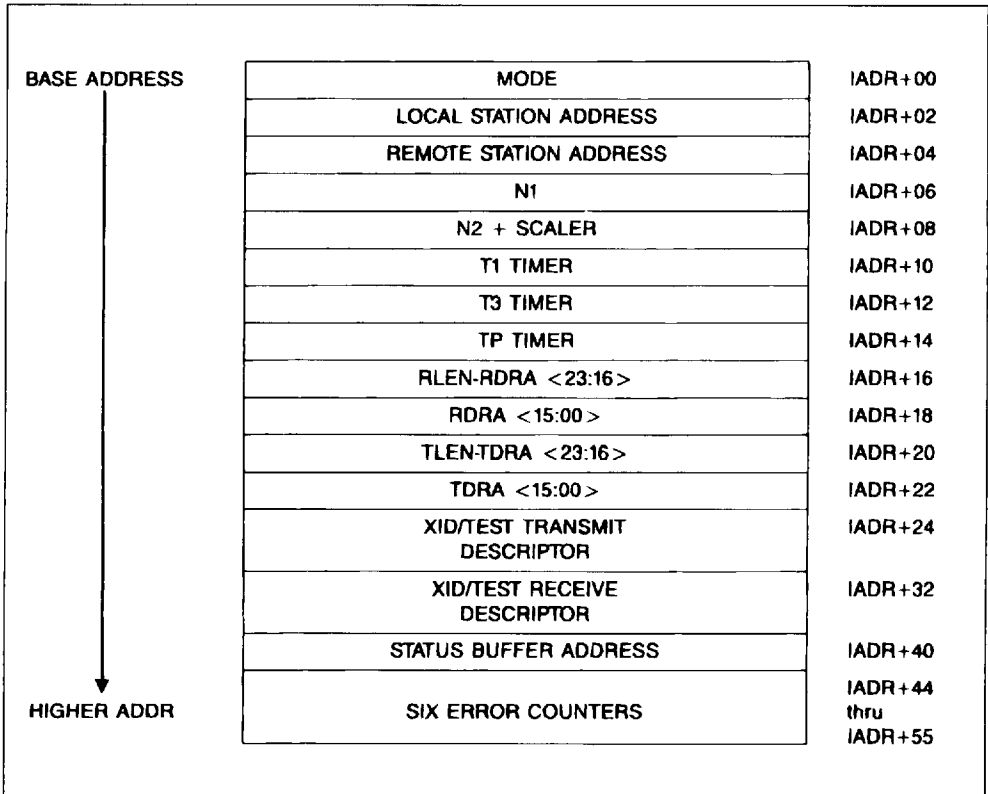 BASE ADDRESS MODE IADR+00
LOCAL STATION ADDRESS IADR+02
REMOTE STATION ADDRESS IADR+04
N1 IADR+06
N2 + SCALER IADR+08
T1 TIMER IADR+10
T3 TIMER IADR+12
TP TIMER IADR+14
RLEN-RDRA <23:16> IADR+16
RDRA <15:00> IADR+18
TLEN-TDRA <23:16> IADR+20
TDRA <15:00> IADR+22
XID/TEST TRANSMIT IADR+24
DESCRIPTOR
XID/TEST RECEIVE IADR+32
DESCRIPTOR
STATUS BUFFER ADDRESS IADR+40
IADR+44
HIGHER ADDR SIX ERROR COUNTERS thru
IADR+55